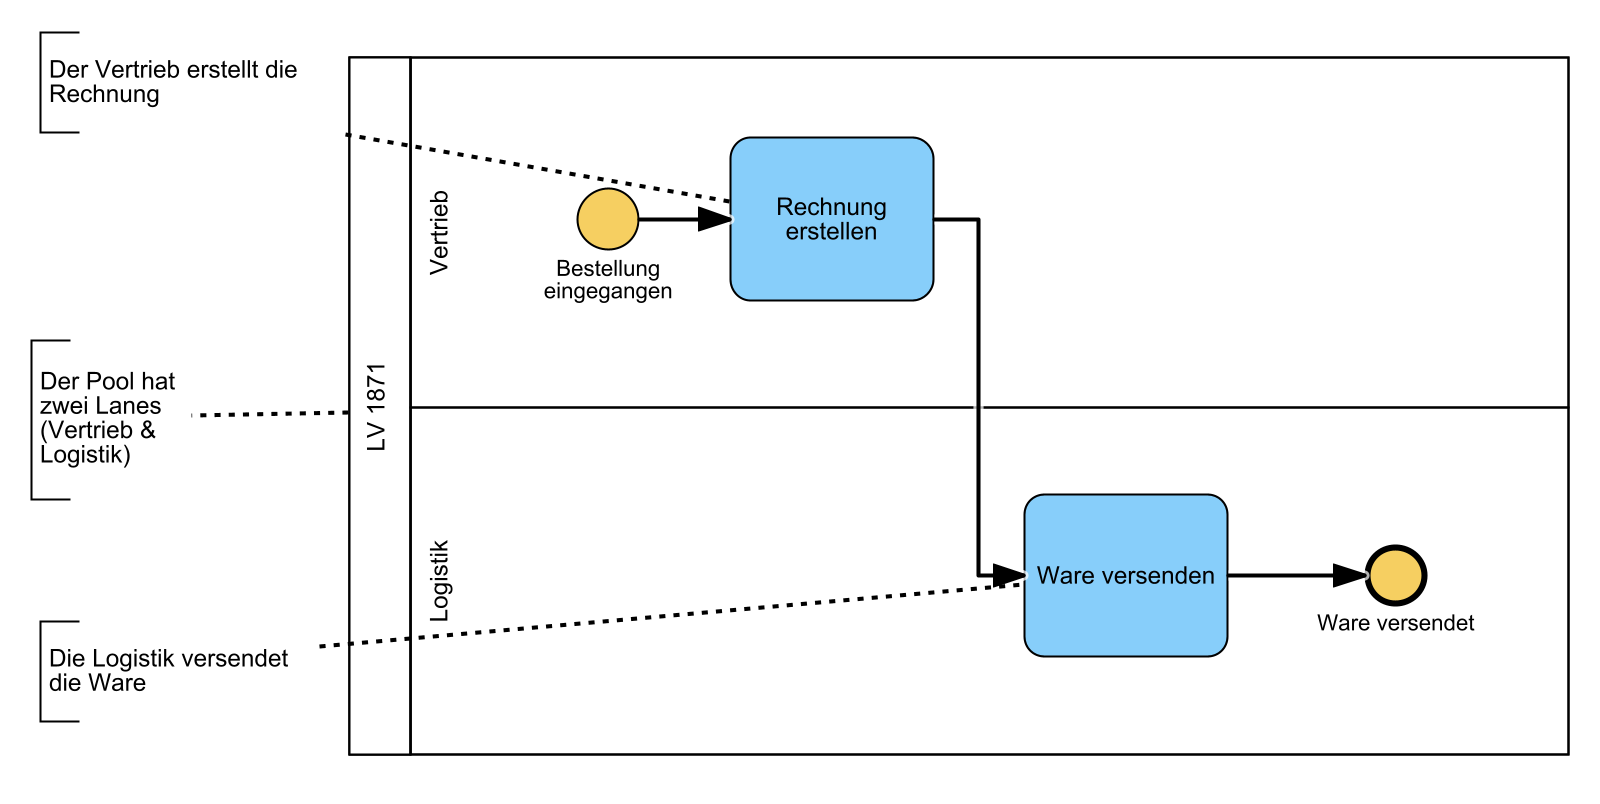 Der Vertrieb erstellt die
Rechnung
Der Pool hat
zwei Lanes
(Vertrieb &
Logistik)
Die Logistik versendet
die Ware
LV 1871
Vertrieb
Bestellung
eingegangen
Rechnung
erstellen
Logistik
Ware versenden
Ware versendet